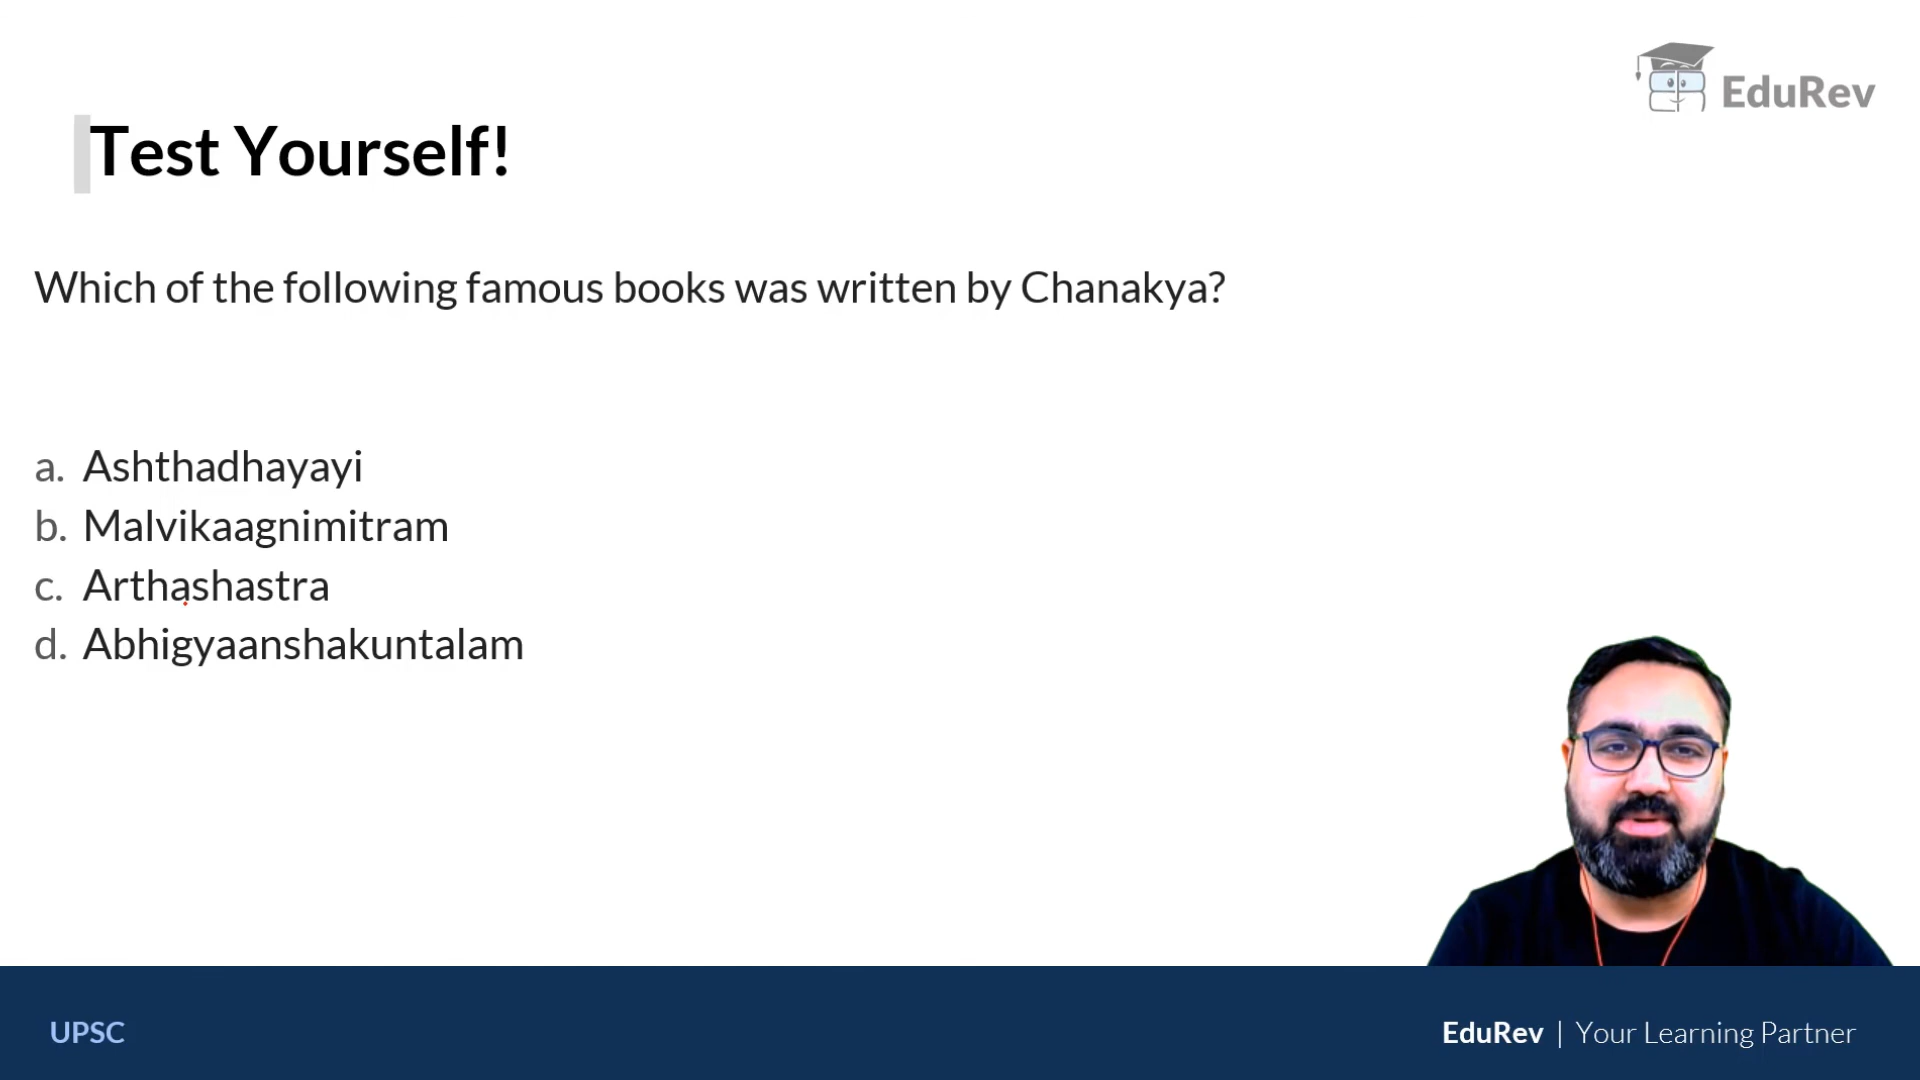 EduRev
Test Yourself!
Which of the following famous books was written by Chanakya?
a. Ashthadhayayi
b. Malvikaagnimitram
c. Arthashastra
d. Abhigyaanshakuntalam
UPSC
EduRev | Your Learning Partner